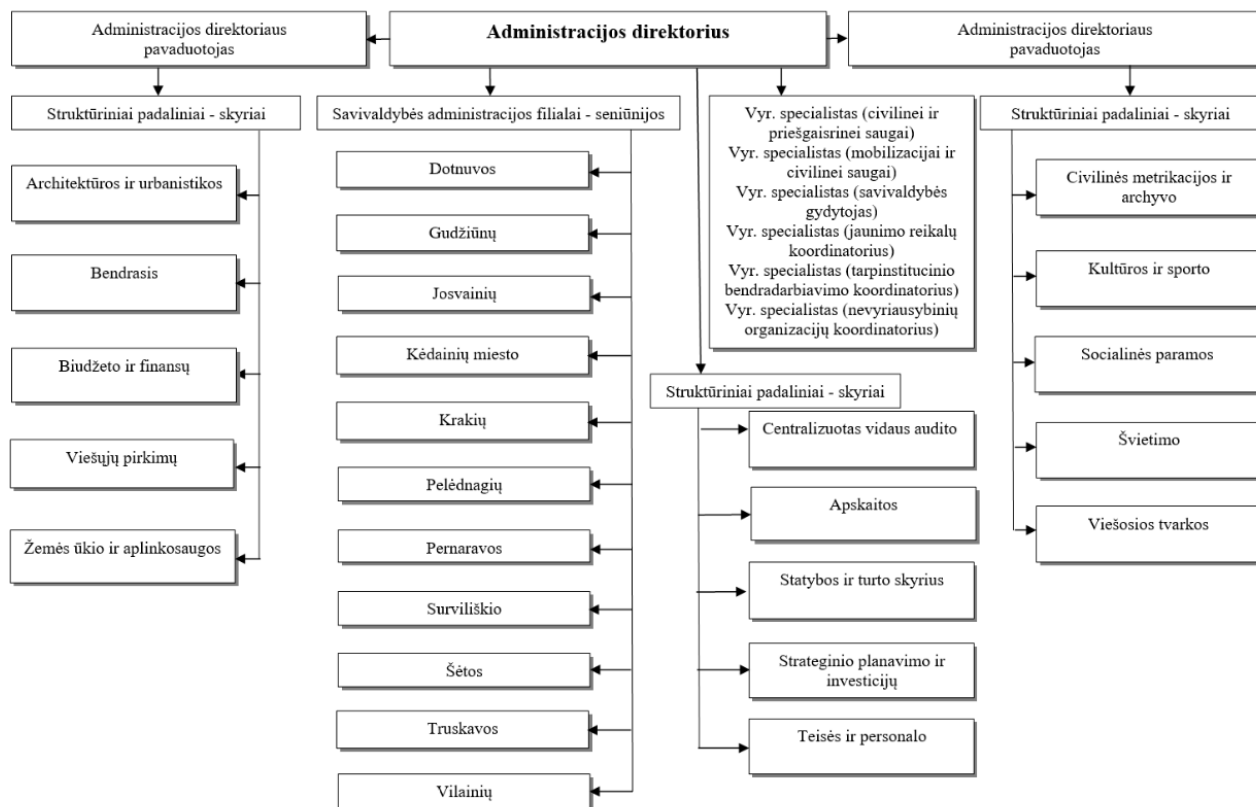 Administracijos direktoriaus
pavaduotojas
Administracijos direktorius
Administracijos direktoriaus
pavaduotojas
Struktūriniai padaliniai - skyriai
Architektūros ir urbanistikos
Bendrasis
Biudžeto ir finansų
Viešųjų pirkimų
Žemės ūkio ir aplinkosaugos
Savivaldybės administracijos filialai - seniūnijos
Dotnuvos
Gudžiūnų
Josvainių
Kėdainių miesto
Krakių
Pelėdnagių
Pernaravos
Surviliškio
Šėtos
Truskavos
Vilainių
Vyr. specialistas (civilinei ir
priešgaisrinei saugai)
Vyr. specialistas (mobilizacijai ir
civilinei saugai)
Vyr. specialistas (savivaldybės
gydytojas)
Vyr. specialistas (jaunimo reikalų
koordinatorius)
Vyr. specialistas (tarpinstitucinio
bendradarbiavimo koordinatorius)
Vyr. specialistas (nevyriausybinių
organizacijų koordinatorius)
Struktūriniai padaliniai - skyriai
Centralizuotas vidaus audito
Apskaitos
Statybos ir turto skyrius
Strateginio planavimo ir
investicijų
Teisės ir personalo
Struktūriniai padaliniai - skyriai
Civilinės metrikacijos ir
archyvo
Kultūros ir sporto
Socialinės paramos
Švietimo
Viešosios tvarkos